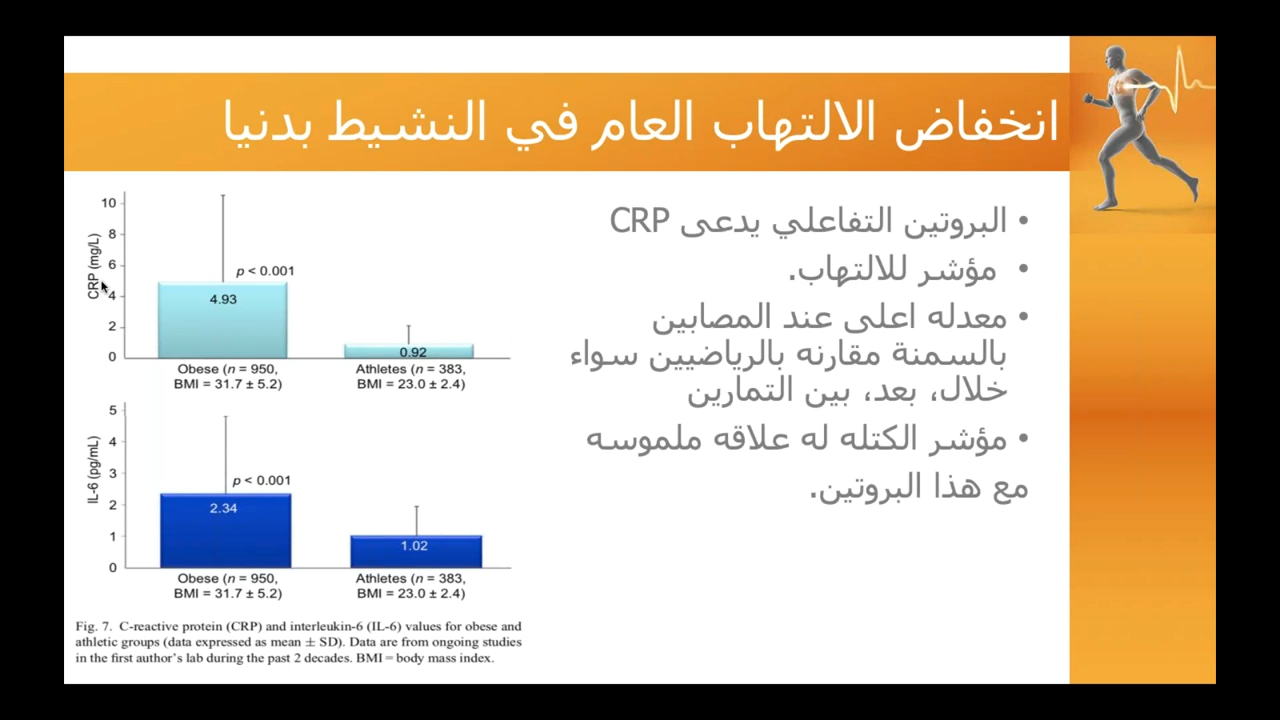 انخفاض الالتهاب العام في النشيط بدنيا
• البروتين التفاعلي يدعى CRP
• مؤشر للالتهاب.
• معدله اعلى عند المصابين
بالسمنة مقارنه بالرياضيين سواء
خلال، بعد، بين التمارين
• مؤشر الكتله له علاقه ملموسه
مع هذا البروتين.
CRP (mg/L)
10
8
6
4
2
0
p < 0.001
4.93
0.92
Obese (n = 950,
BMI = 31.7 ± 5.2)
Athletes (n = 383,
BMI = 23.0 ± 2.4)
IL-6 (pg/mL)
5
4
3
2
1
0
p < 0.001
2.34
1.02
Obese (n = 950,
BMI = 31.7 ± 5.2)
Athletes (n = 383,
BMI = 23.0 ± 2.4)
Fig. 7. C-reactive protein (CRP) and interleukin-6 (IL-6) values for obese and
athletic groups (data expressed as mean ± SD). Data are from ongoing studies
in the first author's lab during the past 2 decades. BMI = body mass index.